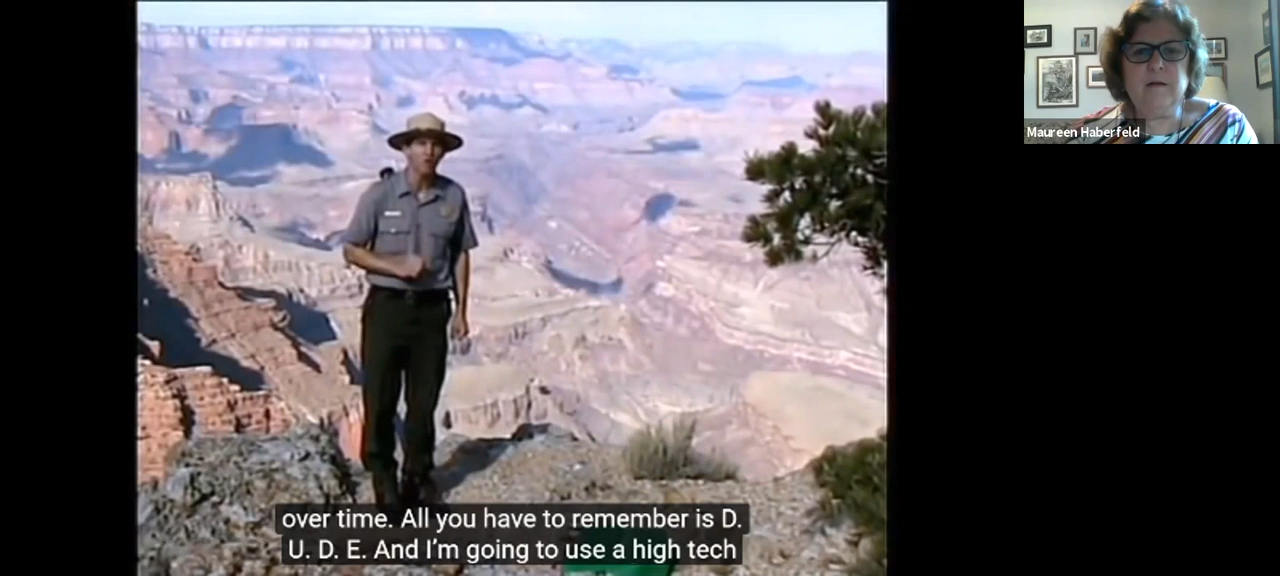 Maureen Haberfeld
over time. All you have to remember is D.
U. D. E. And I'm going to use a high tech